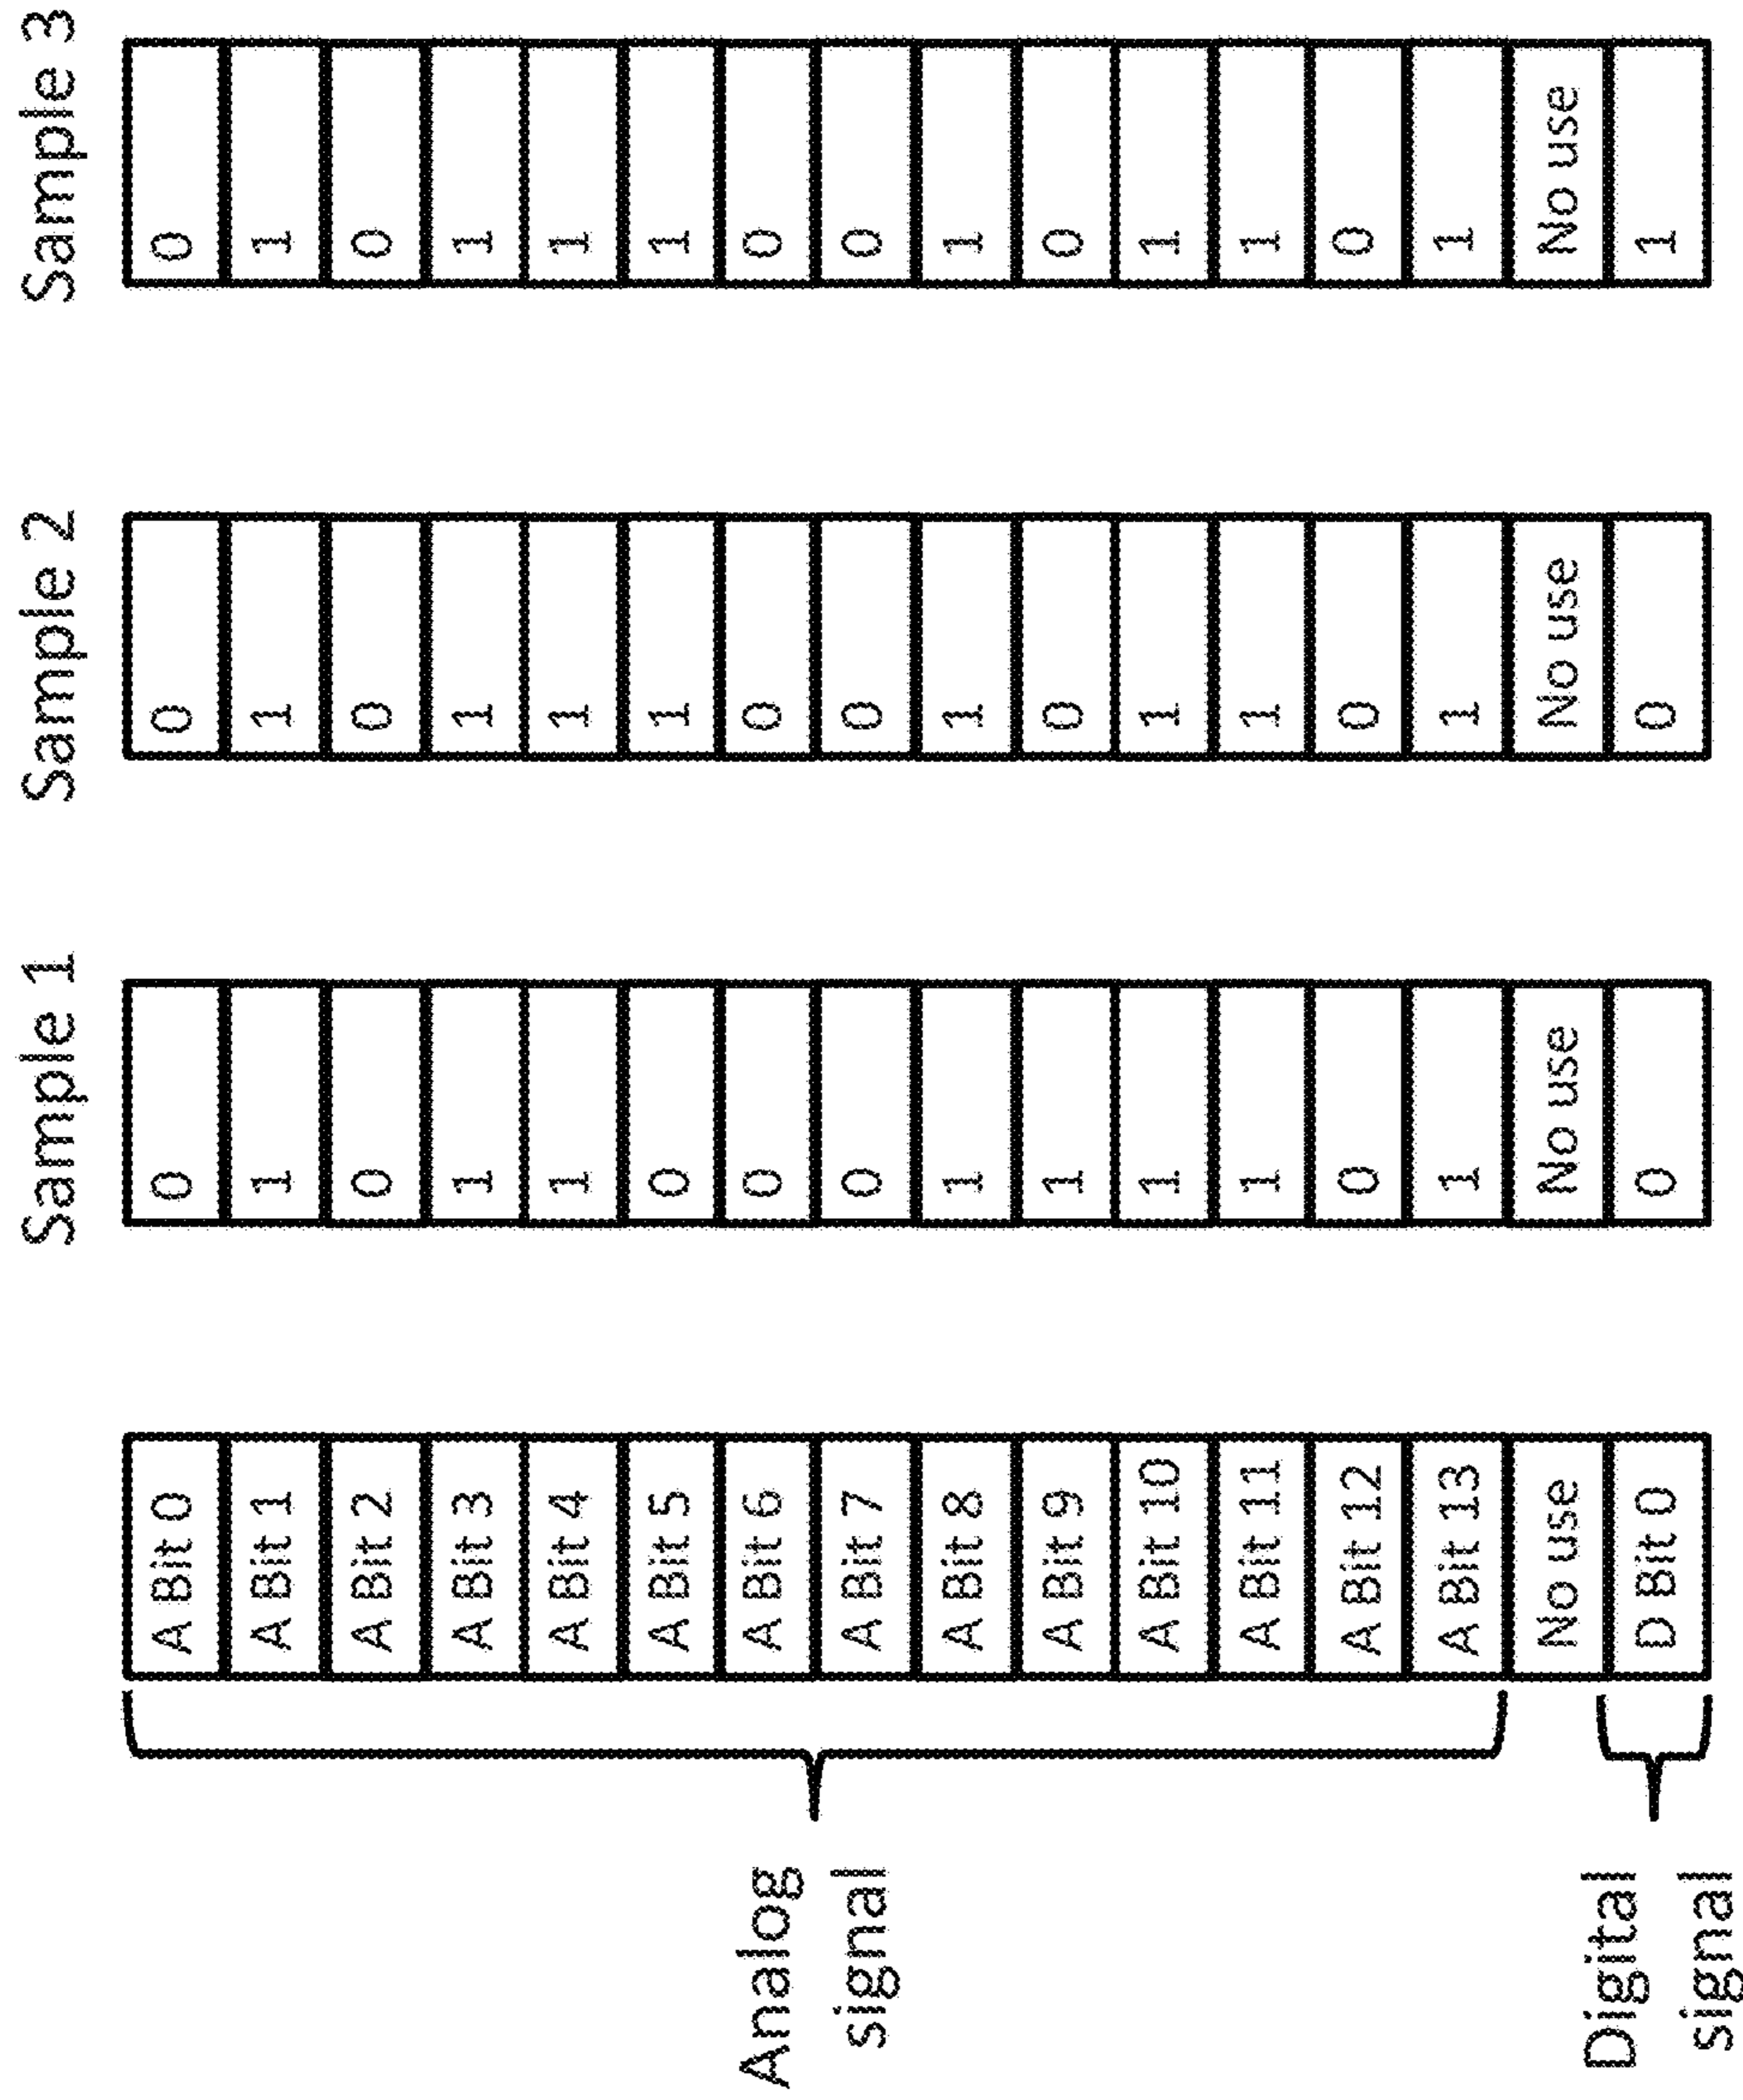 Sample 1 Sample 2 Sample 3
A Bit 0 0 0 0
A Bit 1 1 1 1
A Bit 2 0 0 0
A Bit 3 1 1 1
A Bit 4 1 1 1
A Bit 5 0 1 1
A Bit 6 0 0 0
Analog
signal
A Bit 7 0 0 0
A Bit 8 1 1 1
A Bit 9 1 0 0
A Bit 10 1 1 1
A Bit 11 1 1 1
A Bit 12 0 0 0
A Bit 13 1 1 1
No use No use No use No use
Digital
signal
D Bit 0 0 0 1